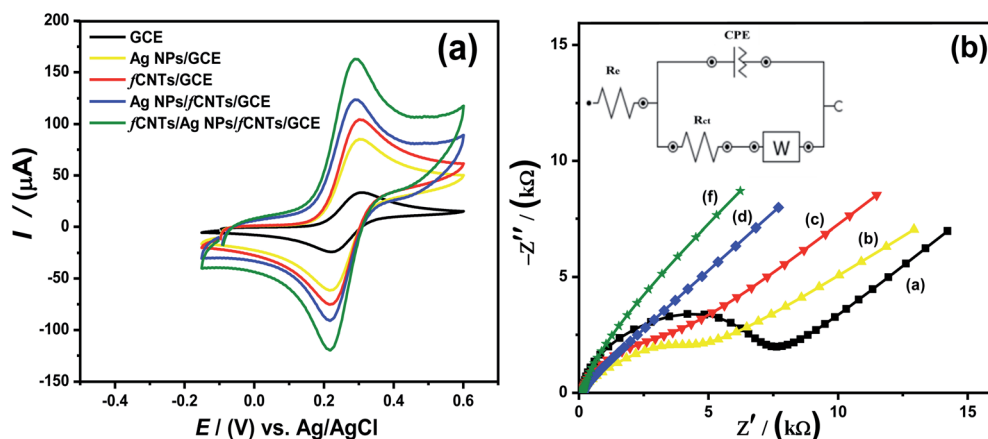 (a)
GCE
Ag NPs/GCE
fCNTs/GCE
Ag NPs/fCNTs/GCE
fCNTs/Ag NPs/fCNTs/GCE
200
150
100
50
0
-50
-100
-150
I / (µA)
-0.4 -0.2 0.0 0.2 0.4 0.6
E / (V) vs. Ag/AgCl
(b)
CPE
Re
Rct
W
15
10
5
0
-Z'' / (kΩ)
(f)
(d)
(c)
(b)
(a)
0 5 10 15
Z' / (kΩ)